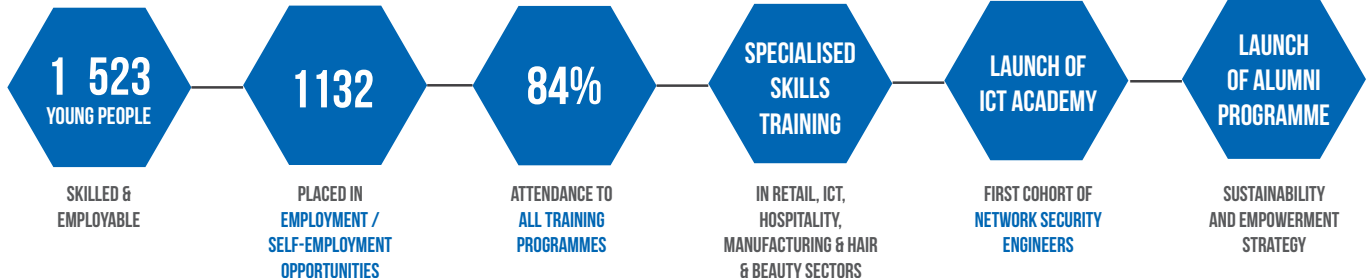 1 523
YOUNG PEOPLE
SKILLED &
EMPLOYABLE
1132
PLACED IN
EMPLOYMENT /
SELF-EMPLOYMENT
OPPORTUNITIES
84%
ATTENDANCE TO
ALL TRAINING
PROGRAMMES
SPECIALISED
SKILLS
TRAINING
IN RETAIL, ICT,
HOSPITALITY,
MANUFACTURING & HAIR
& BEAUTY SECTORS
LAUNCH OF
ICT ACADEMY
FIRST COHORT OF
NETWORK SECURITY
ENGINEERS
LAUNCH
OF ALUMNI
PROGRAMME
SUSTAINABILITY
AND EMPOWERMENT
STRATEGY